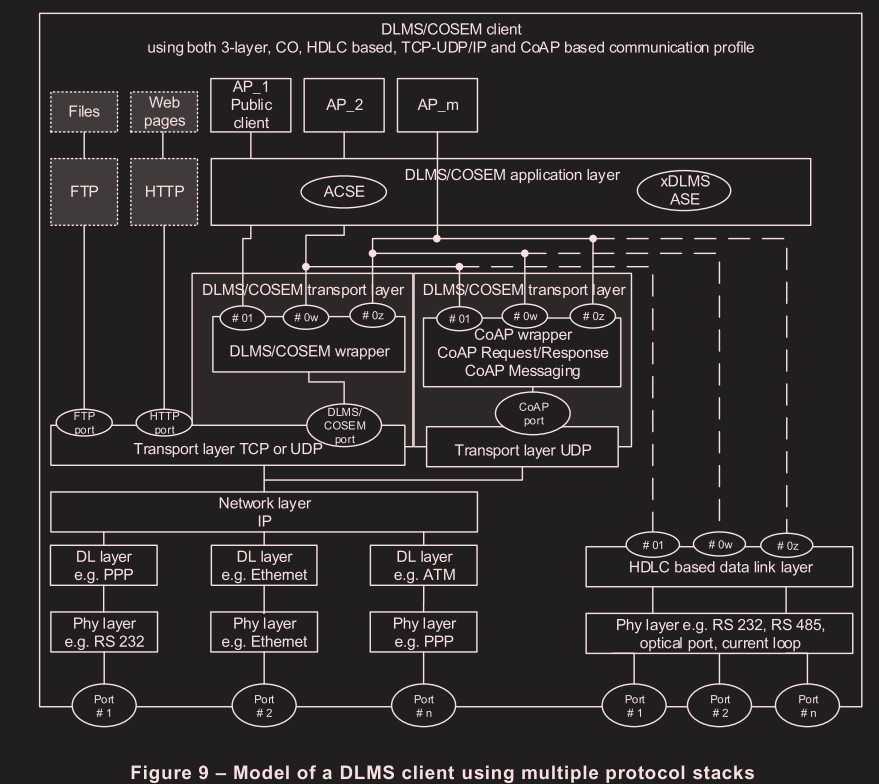 DLMS/COSEM client
using both 3-layer, CO, HDLC based, TCP-UDP/IP and CoAP based communication profile
Files
Web
pages
AP_1
Public
client
AP_2
AP_m
FTP
HTTP
DLMS/COSEM application layer
ACSE
xDLMS
ASE
DLMS/COSEM transport layer
# 01
# 0w
# 0z
DLMS/COSEM wrapper
DLMS/COSEM transport layer
# 01
# 0w
# 0z
CoAP wrapper
CoAP Request/Response
CoAP Messaging
FTP
port
HTTP
port
DLMS/
COSEM
port
CoAP
port
Transport layer TCP or UDP
Transport layer UDP
Network layer
IP
DL layer
e.g. PPP
DL layer
e.g. Ethernet
DL layer
e.g. ATM
# 01
# 0w
# 0z
HDLC based data link layer
Phy layer
e.g. RS 232
Phy layer
e.g. Ethernet
Phy layer
e.g. PPP
Phy layer e.g. RS 232, RS 485,
optical port, current loop
Port
# 1
Port
# 2
Port
# n
Port
# 1
Port
# 2
Port
# n
Figure 9 – Model of a DLMS client using multiple protocol stacks